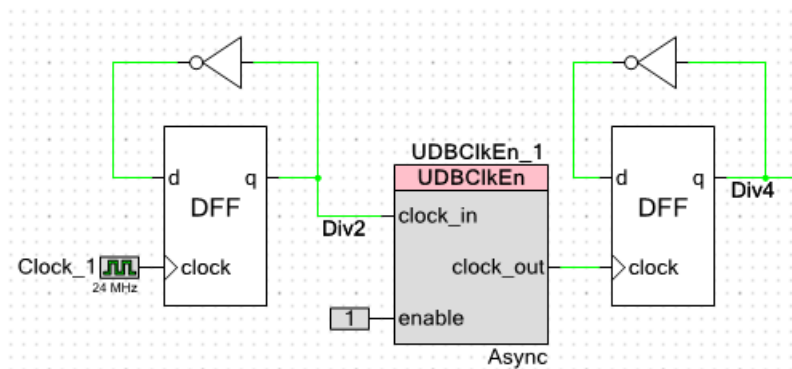 UDBClkEn_1
UDBClkEn
d
q
DFF
Div2
clock_in
d
q
DFF
Div4
Clock_1
24 MHz
clock
clock_out
clock
1
enable
Async